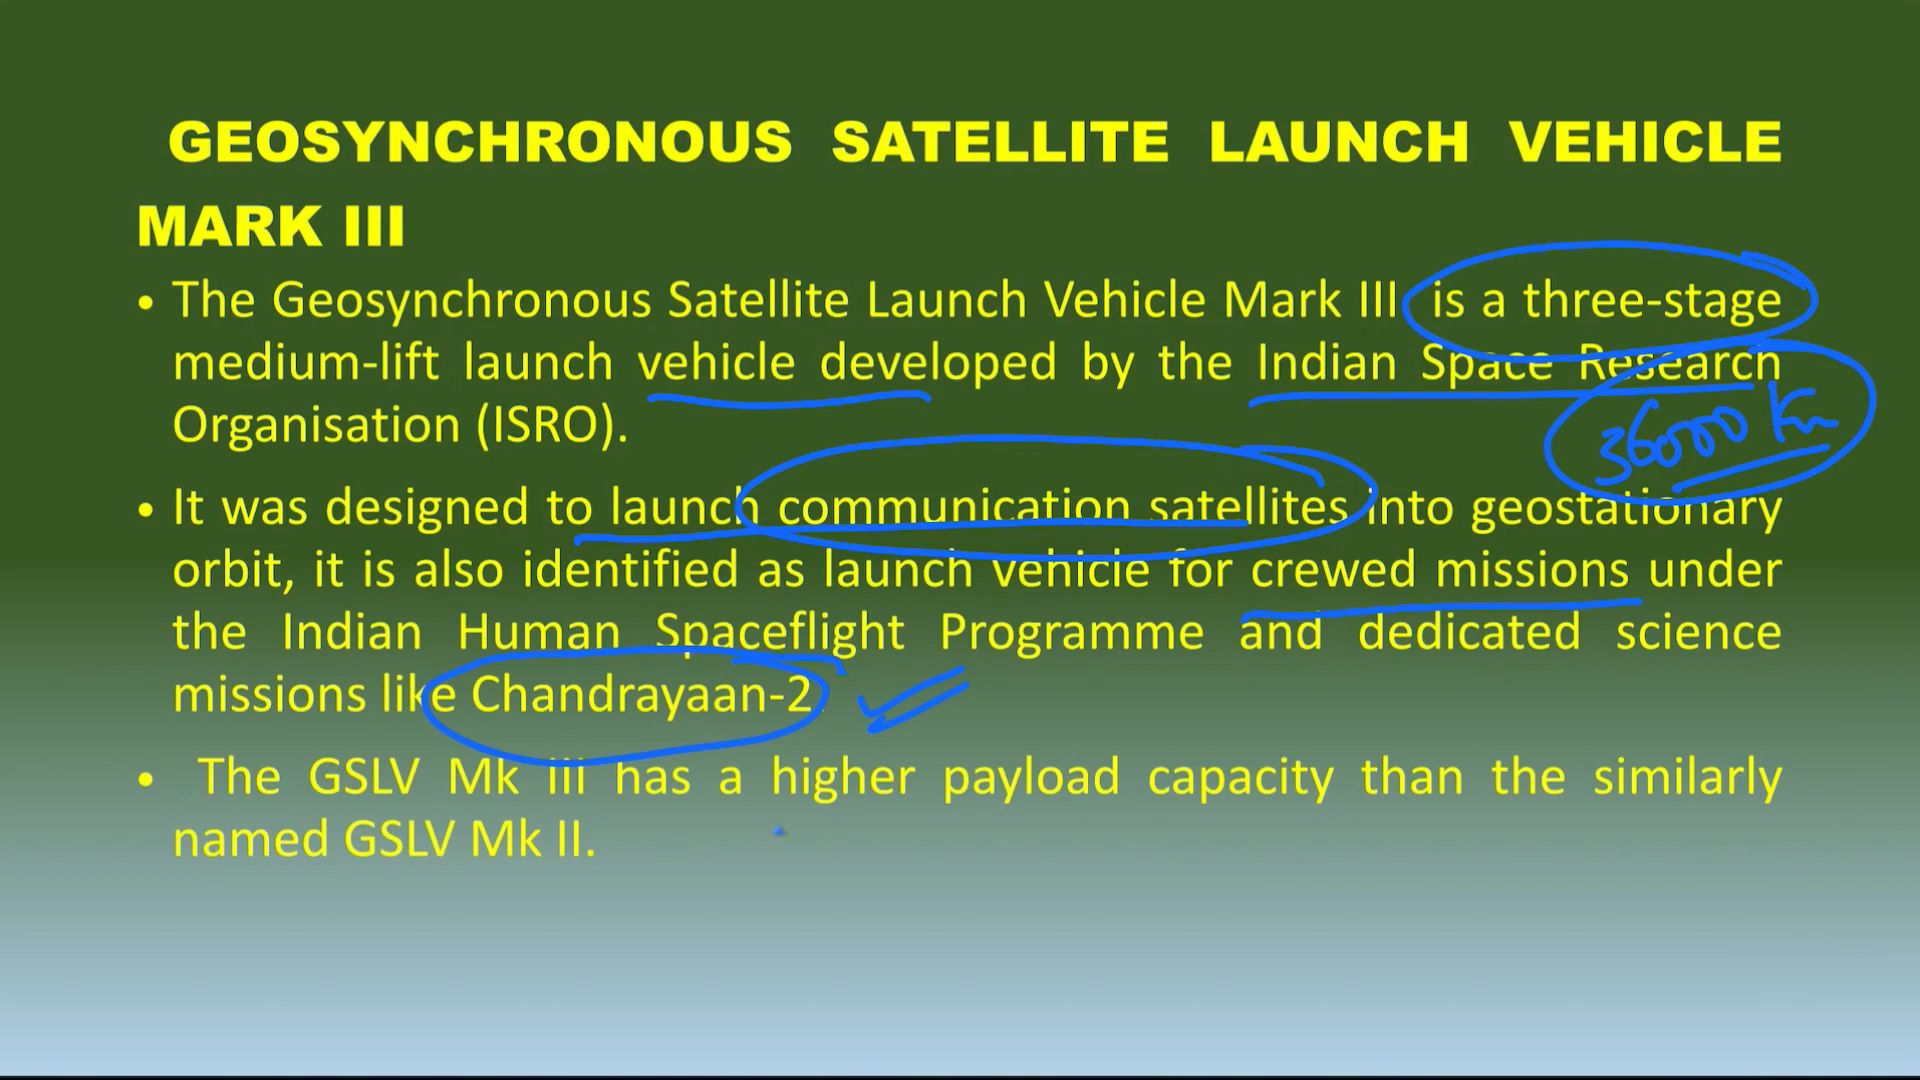 GEOSYNCHRONOUS SATELLITE LAUNCH VEHICLE
MARK III
• The Geosynchronous Satellite Launch Vehicle Mark III is a three-stage
medium-lift launch vehicle developed by the Indian Space Research
Organisation (ISRO).
36000 Km
• It was designed to launch communication satellites into geostationary
orbit, it is also identified as launch vehicle for crewed missions under
the Indian Human Spaceflight Programme and dedicated science
missions like Chandrayaan-2
• The GSLV Mk III has a higher payload capacity than the similarly
named GSLV Mk II.